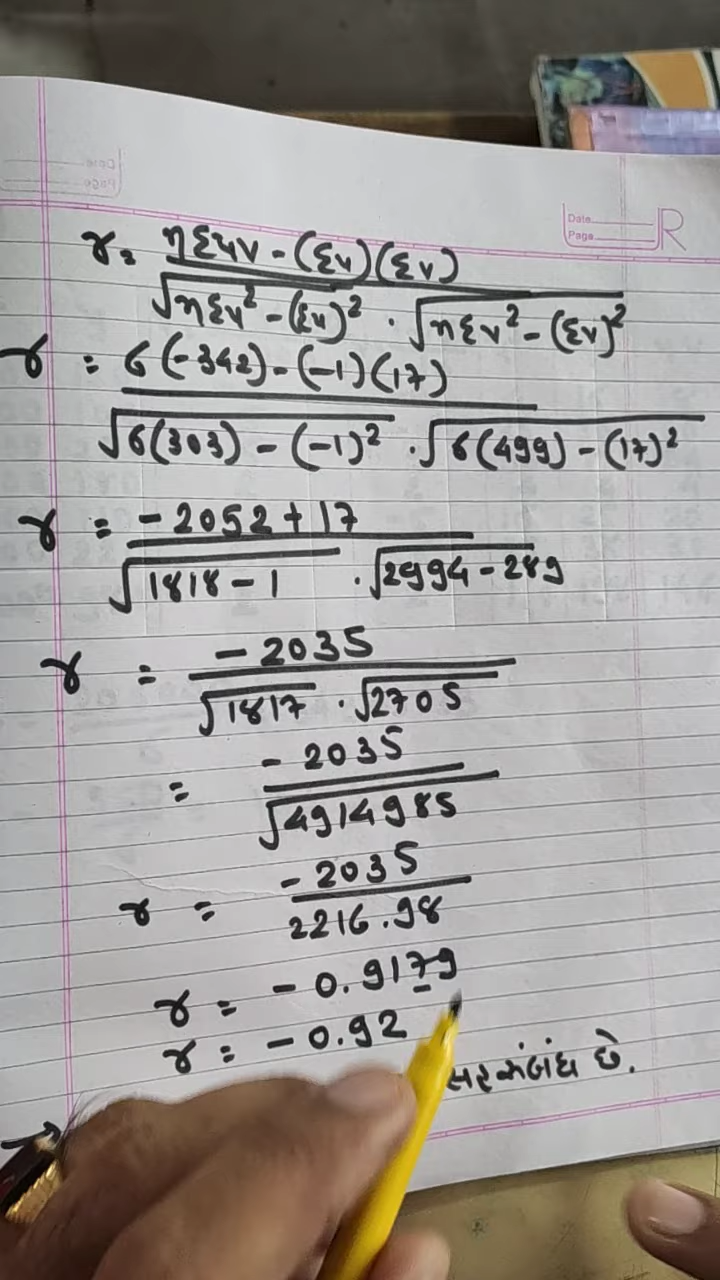 Date
Page
R
r = nΣuv - (Σu)(Σv)
√nΣu² - (Σu)² · √nΣv² - (Σv)²
r = 6(-342) - (-1)(17)
√6(303) - (-1)² · √6(499) - (17)²
r = -2052 + 17
√1818 - 1 · √2994 - 289
r = -2035
√1817 · √2705
= -2035
√4914985
r = -2035
2216.98
r = -0.9179
r = -0.92
સહસંબંધ છે.